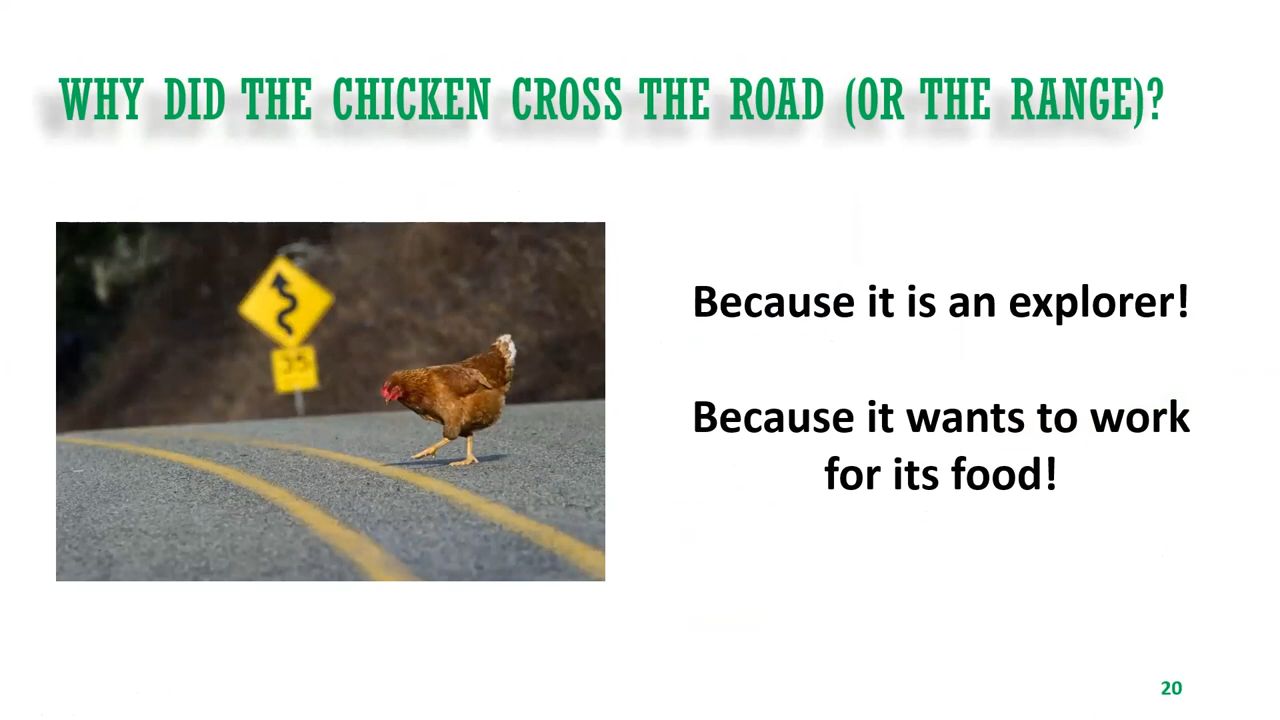 WHY DID THE CHICKEN CROSS THE ROAD (OR THE RANGE)?
35
Because it is an explorer!
Because it wants to work
for its food!
20